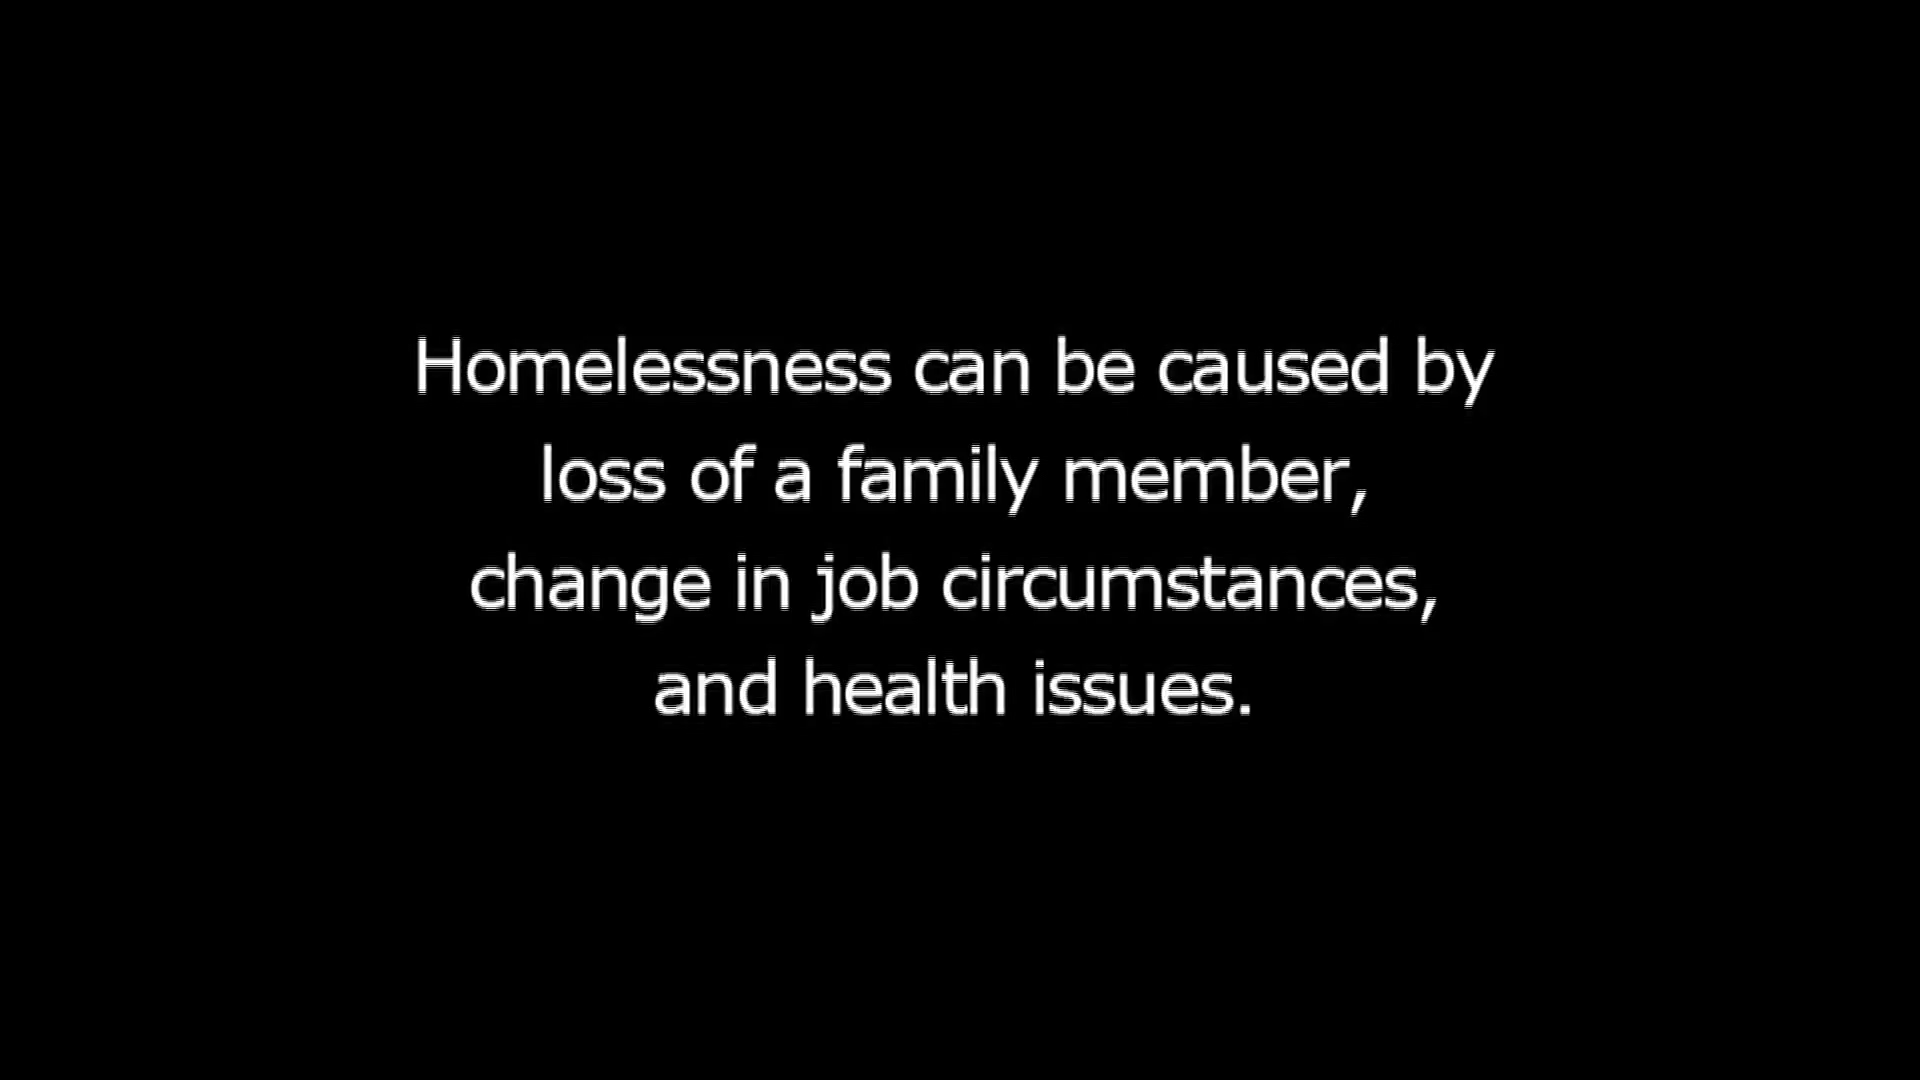 Homelessness can be caused by
loss of a family member,
change in job circumstances,
and health issues.